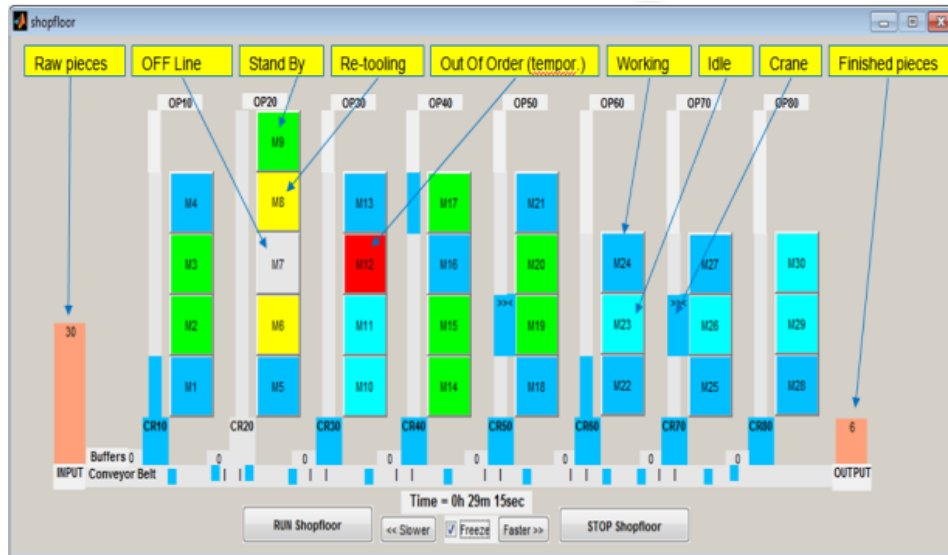 shopfloor
Raw pieces OFF Line Stand By Re-tooling Out Of Order (tempor.) Working Idle Crane Finished pieces
OP10 OP20 OP30 OP40 OP50 OP60 OP70 OP80
M9
M4 M8 M13 M17 M21
M3 M7 M12 M16 M20 M24 M27 M30
M2 M6 M11 M15 >>< M19 M23 >>< M26 M29
30
M1 M5 M10 M14 M18 M22 M25 M28
CR10 CR20 CR30 CR40 CR50 CR60 CR70 CR80 6
Buffers 0 0 0 0 0 0 0 0
INPUT Conveyor Belt OUTPUT
Time = 0h 29m 15sec
RUN Shopfloor << Slower Freeze Faster >> STOP Shopfloor